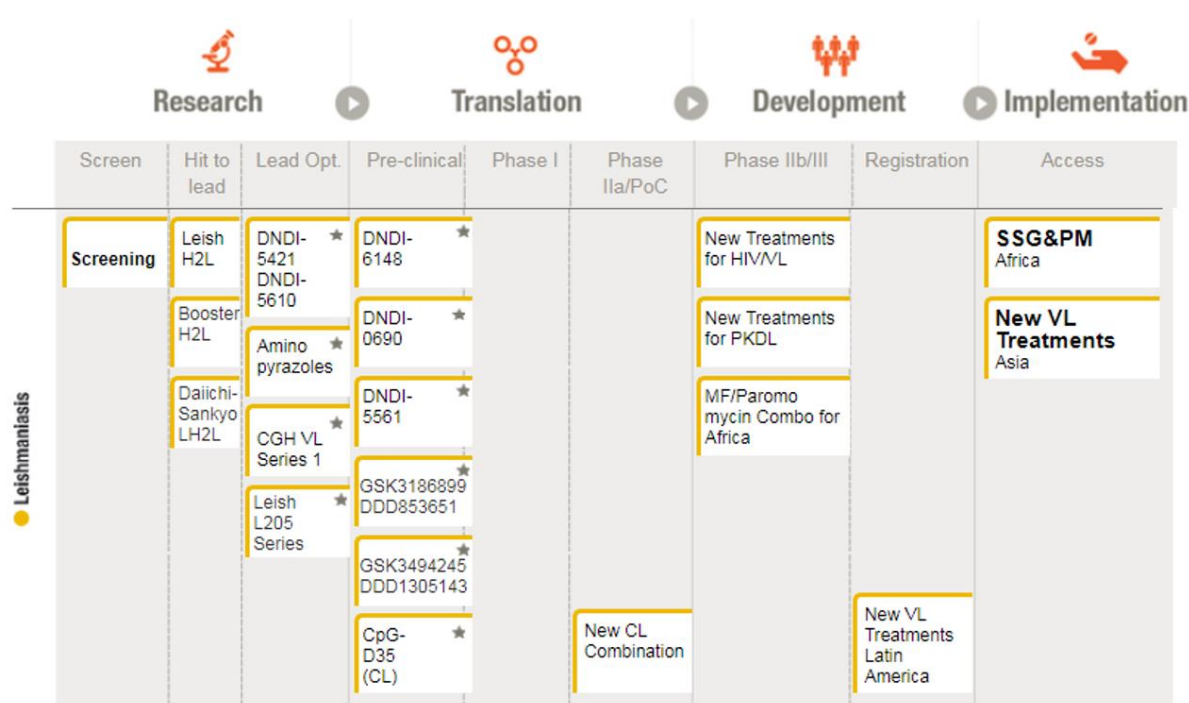 Research
Translation
Development
Implementation
Screen
Hit to
lead
Lead Opt.
Pre-clinical
Phase I
Phase
IIa/PoC
Phase IIb/III
Registration
Access
Leishmaniasis
Screening
Leish
H2L
Booster
H2L
Daiichi-
Sankyo
LH2L
DNDI-
5421
DNDI-
5610
Amino
pyrazoles
CGH VL
Series 1
Leish
L205
Series
DNDI-
6148
DNDI-
0690
DNDI-
5561
GSK3186899
DDD853651
GSK3494245
DDD1305143
CpG-
D35
(CL)
New CL
Combination
New Treatments
for HIV/VL
New Treatments
for PKDL
MF/Paromo
mycin Combo for
Africa
New VL
Treatments
Latin
America
SSG&PM
Africa
New VL
Treatments
Asia